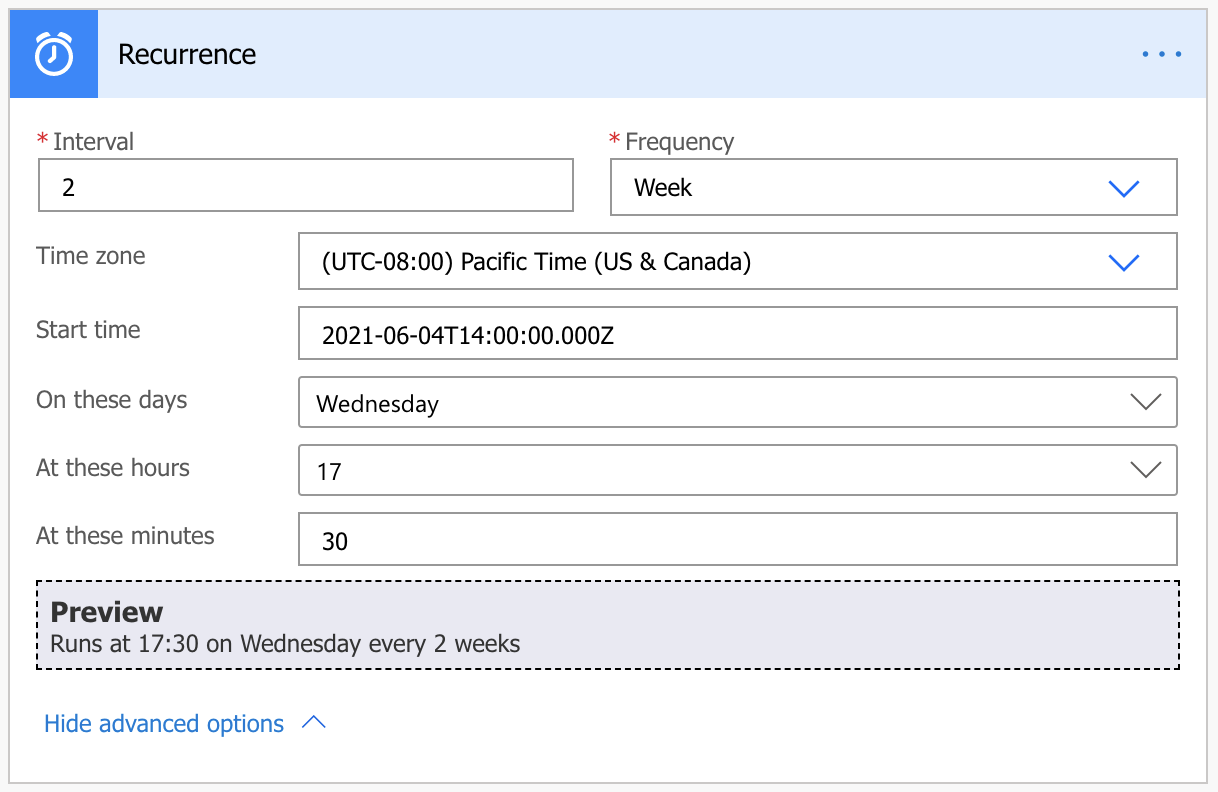 Recurrence
* Interval
* Frequency
2
Week
Time zone
(UTC-08:00) Pacific Time (US & Canada)
Start time
2021-06-04T14:00:00.000Z
On these days
Wednesday
At these hours
17
At these minutes
30
Preview
Runs at 17:30 on Wednesday every 2 weeks
Hide advanced options